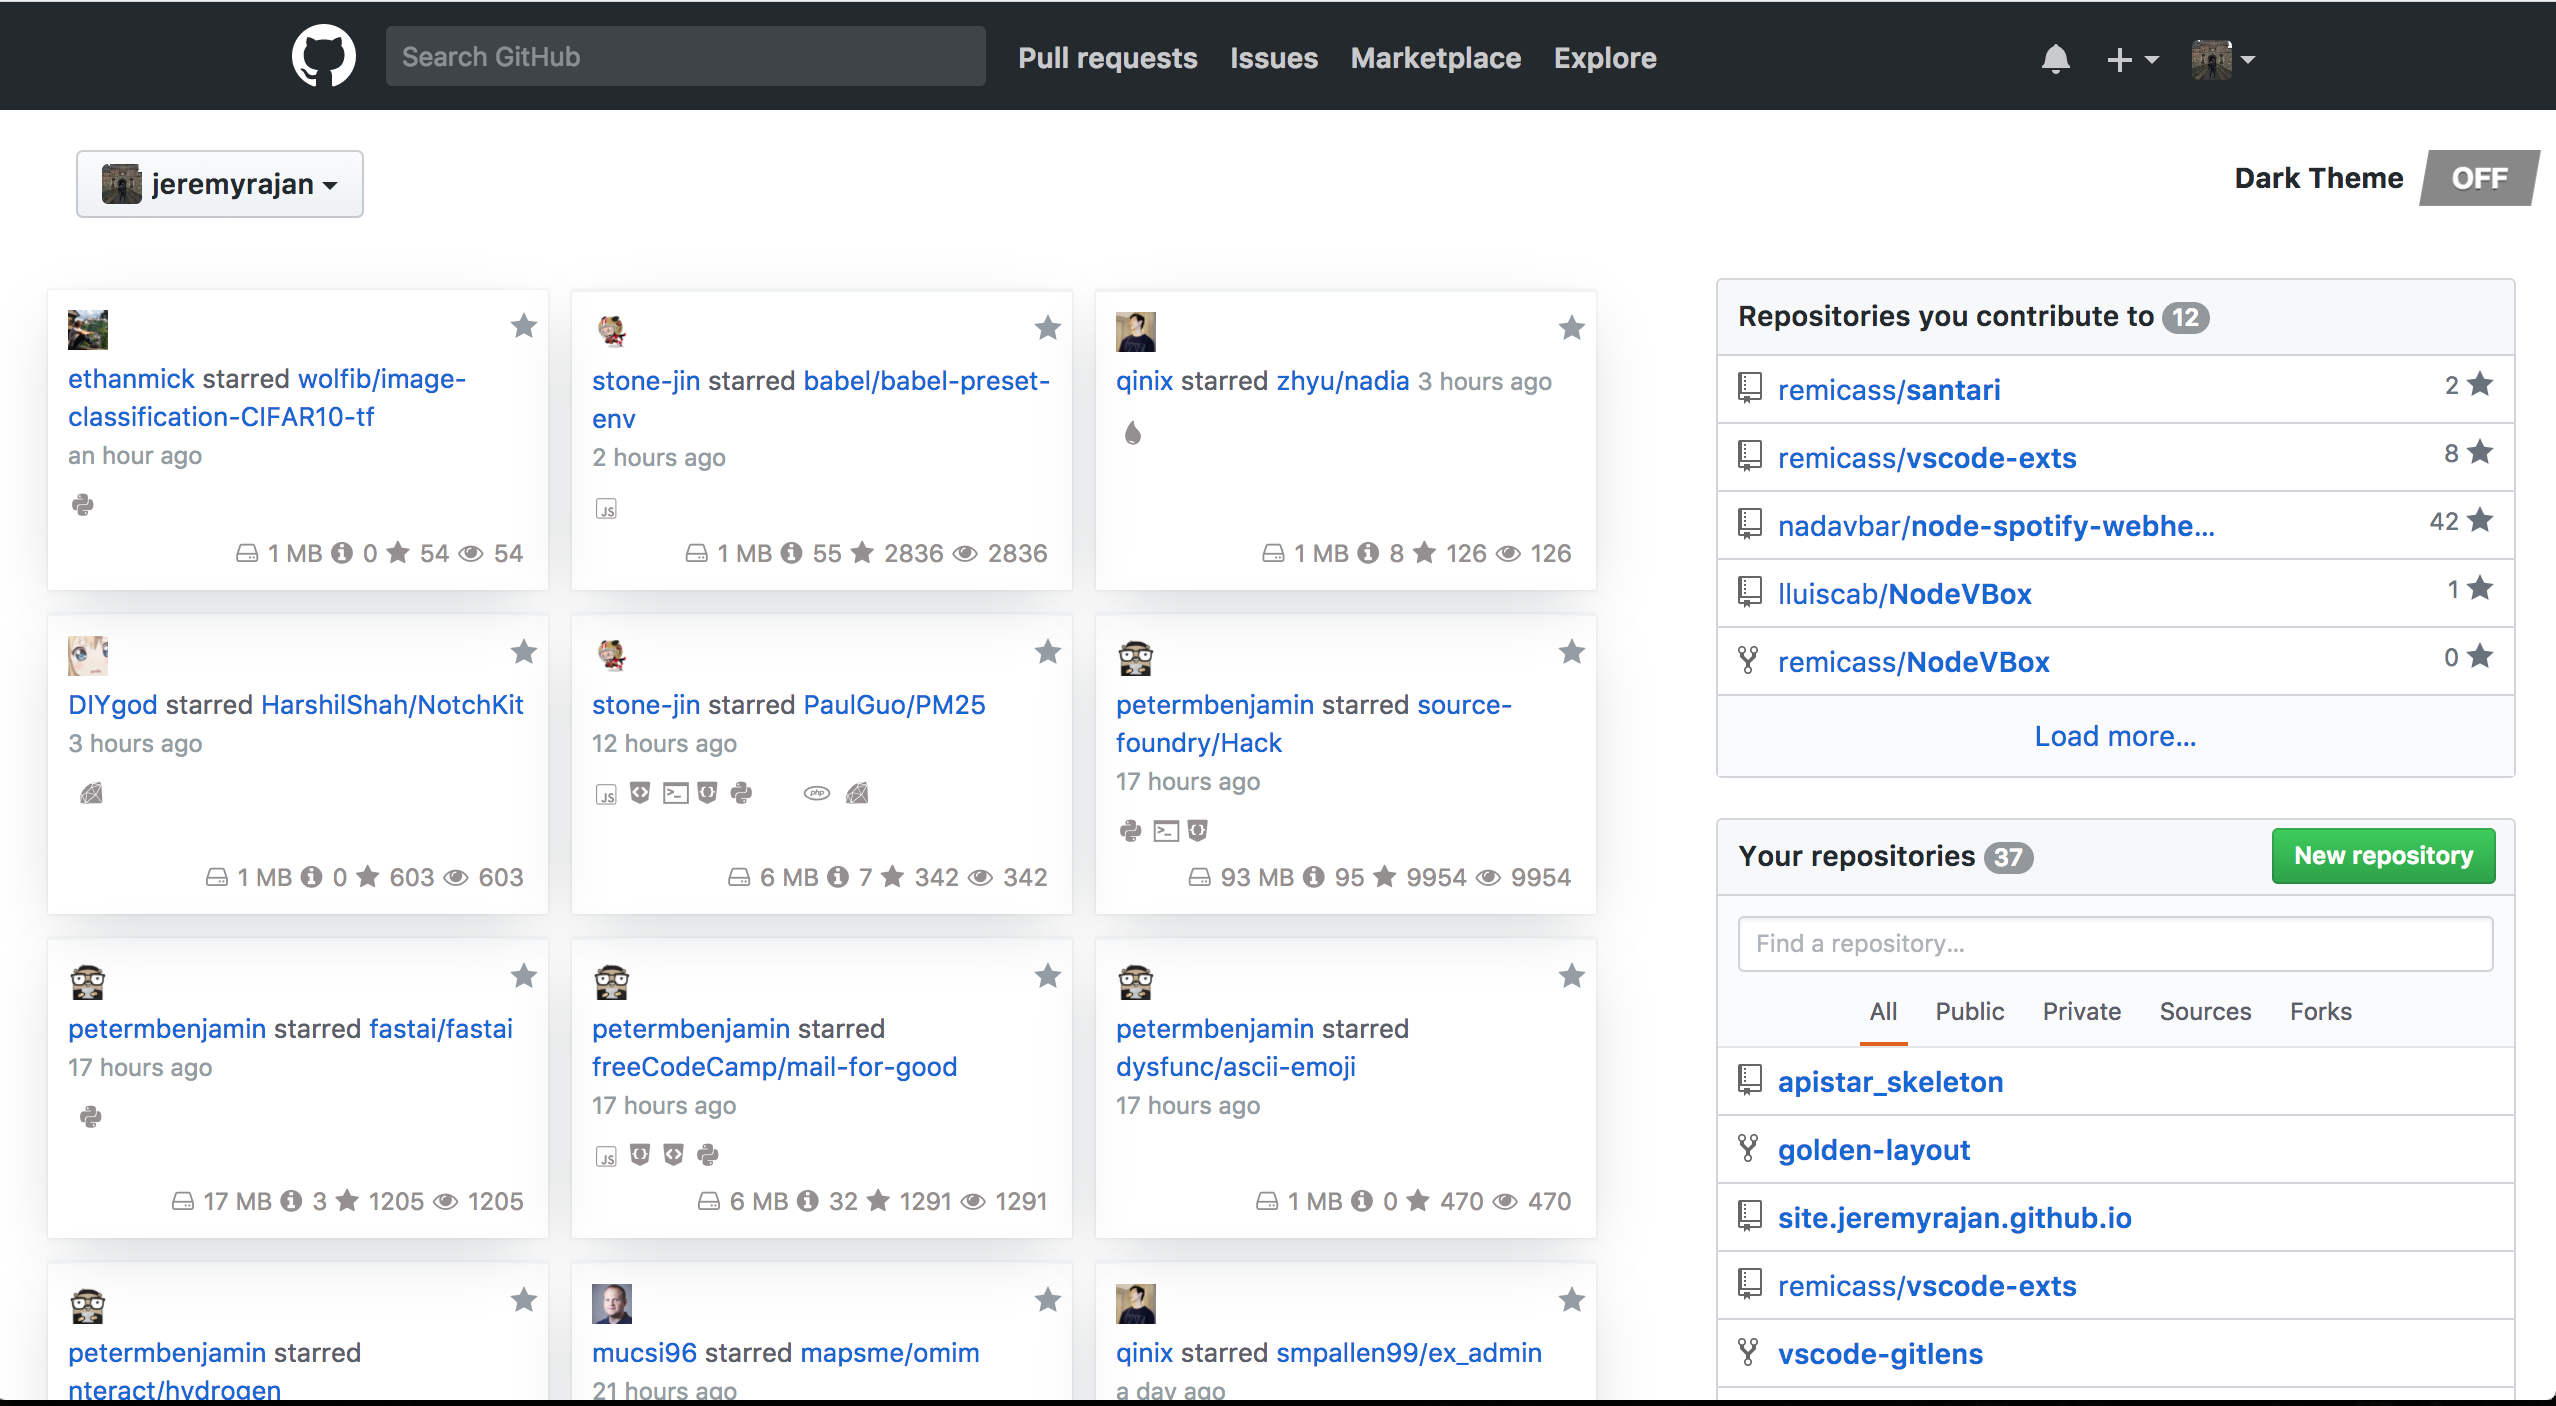 Search GitHub
Pull requests
Issues
Marketplace
Explore
jeremyrajan
Dark Theme
OFF
ethanmick starred wolfib/image-
classification-CIFAR10-tf
an hour ago
1 MB 0 54 54
stone-jin starred babel/babel-preset-
env
2 hours ago
JS
1 MB 55 2836 2836
qinix starred zhyu/nadia 3 hours ago
1 MB 8 126 126
DIYgod starred HarshilShah/NotchKit
3 hours ago
1 MB 0 603 603
stone-jin starred PaulGuo/PM25
12 hours ago
JS php
6 MB 7 342 342
petermbenjamin starred source-
foundry/Hack
17 hours ago
93 MB 95 9954 9954
petermbenjamin starred fastai/fastai
17 hours ago
17 MB 3 1205 1205
petermbenjamin starred
freeCodeCamp/mail-for-good
17 hours ago
JS
6 MB 32 1291 1291
petermbenjamin starred
dysfunc/ascii-emoji
17 hours ago
1 MB 0 470 470
petermbenjamin starred
nteract/hydrogen
mucsi96 starred mapsme/omim
21 hours ago
qinix starred smpallen99/ex_admin
a day ago
Repositories you contribute to 12
remicass/santari 2
remicass/vscode-exts 8
nadavbar/node-spotify-webhe... 42
lluiscab/NodeVBox 1
remicass/NodeVBox 0
Load more...
Your repositories 37
New repository
Find a repository...
All Public Private Sources Forks
apistar_skeleton
golden-layout
site.jeremyrajan.github.io
remicass/vscode-exts
vscode-gitlens